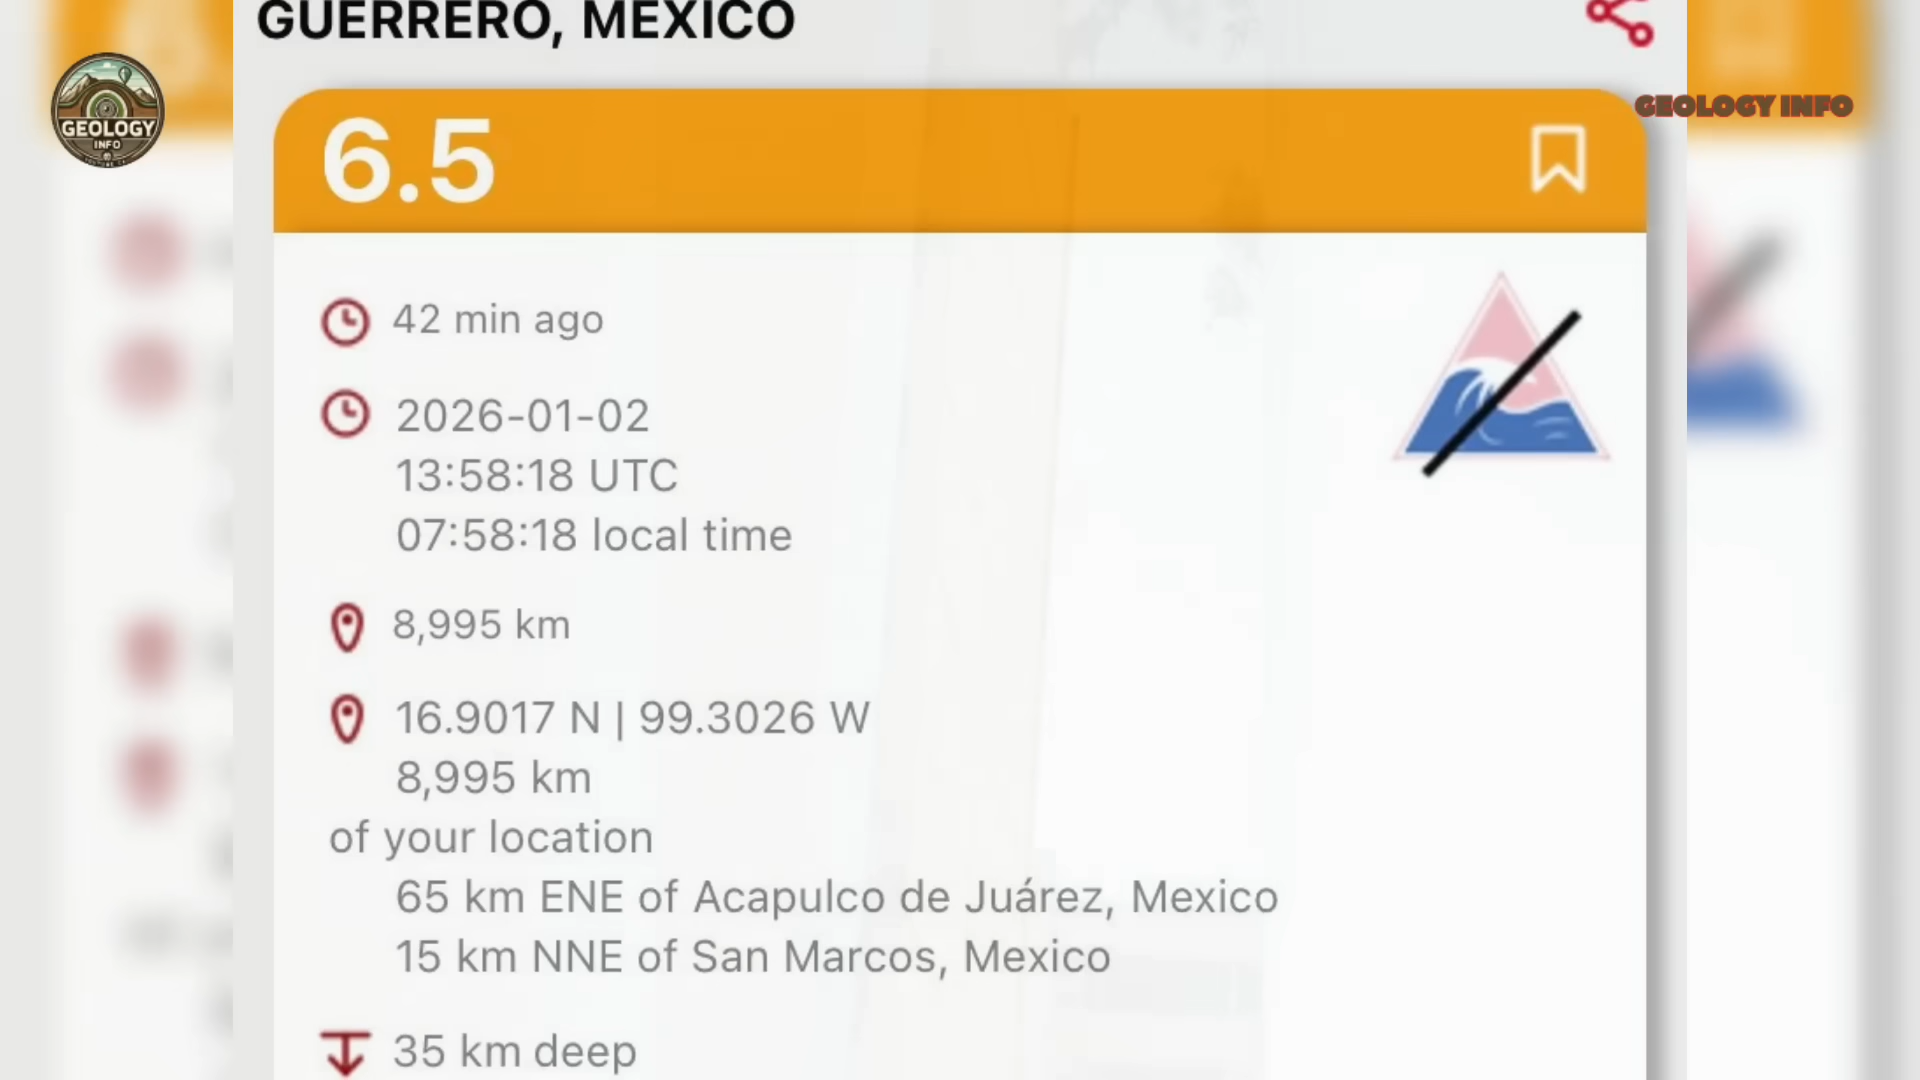 GUERRERO, MEXICO
GEOLOGY
INFO
GEOLOGY INFO
6.5
42 min ago
2026-01-02
13:58:18 UTC
07:58:18 local time
8,995 km
16.9017 N | 99.3026 W
8,995 km
of your location
65 km ENE of Acapulco de Juárez, Mexico
15 km NNE of San Marcos, Mexico
35 km deep